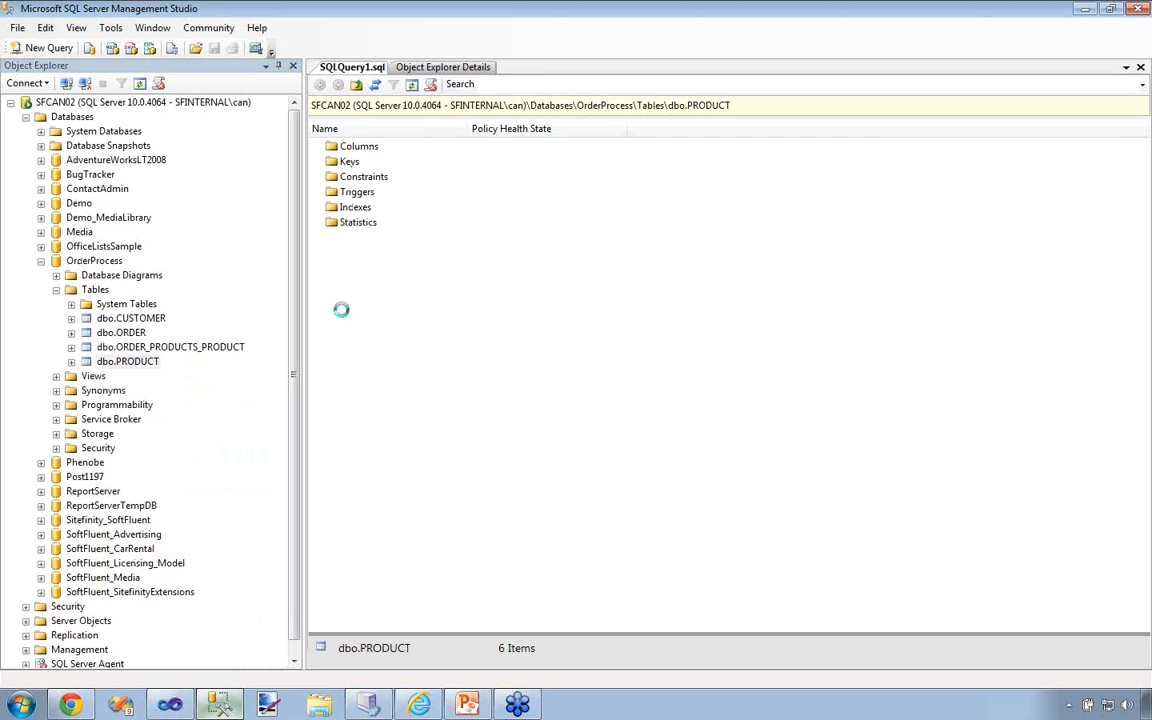 Microsoft SQL Server Management Studio
File Edit View Tools Window Community Help
New Query
Object Explorer
Connect
SFCAN02 (SQL Server 10.0.4064 - SFINTERNAL\can)
Databases
System Databases
Database Snapshots
AdventureWorksLT2008
BugTracker
ContactAdmin
Demo
Demo_MediaLibrary
Media
OfficeListsSample
OrderProcess
Database Diagrams
Tables
System Tables
dbo.CUSTOMER
dbo.ORDER
dbo.ORDER_PRODUCTS_PRODUCT
dbo.PRODUCT
Views
Synonyms
Programmability
Service Broker
Storage
Security
Phenobe
Post1197
ReportServer
ReportServerTempDB
Sitefinity_SoftFluent
SoftFluent_Advertising
SoftFluent_CarRental
SoftFluent_Licensing_Model
SoftFluent_Media
SoftFluent_SitefinityExtensions
Security
Server Objects
Replication
Management
SQL Server Agent
SQLQuery1.sql Object Explorer Details
Search
SFCAN02 (SQL Server 10.0.4064 - SFINTERNAL\can)\Databases\OrderProcess\Tables\dbo.PRODUCT
Name Policy Health State
Columns
Keys
Constraints
Triggers
Indexes
Statistics
dbo.PRODUCT 6 Items